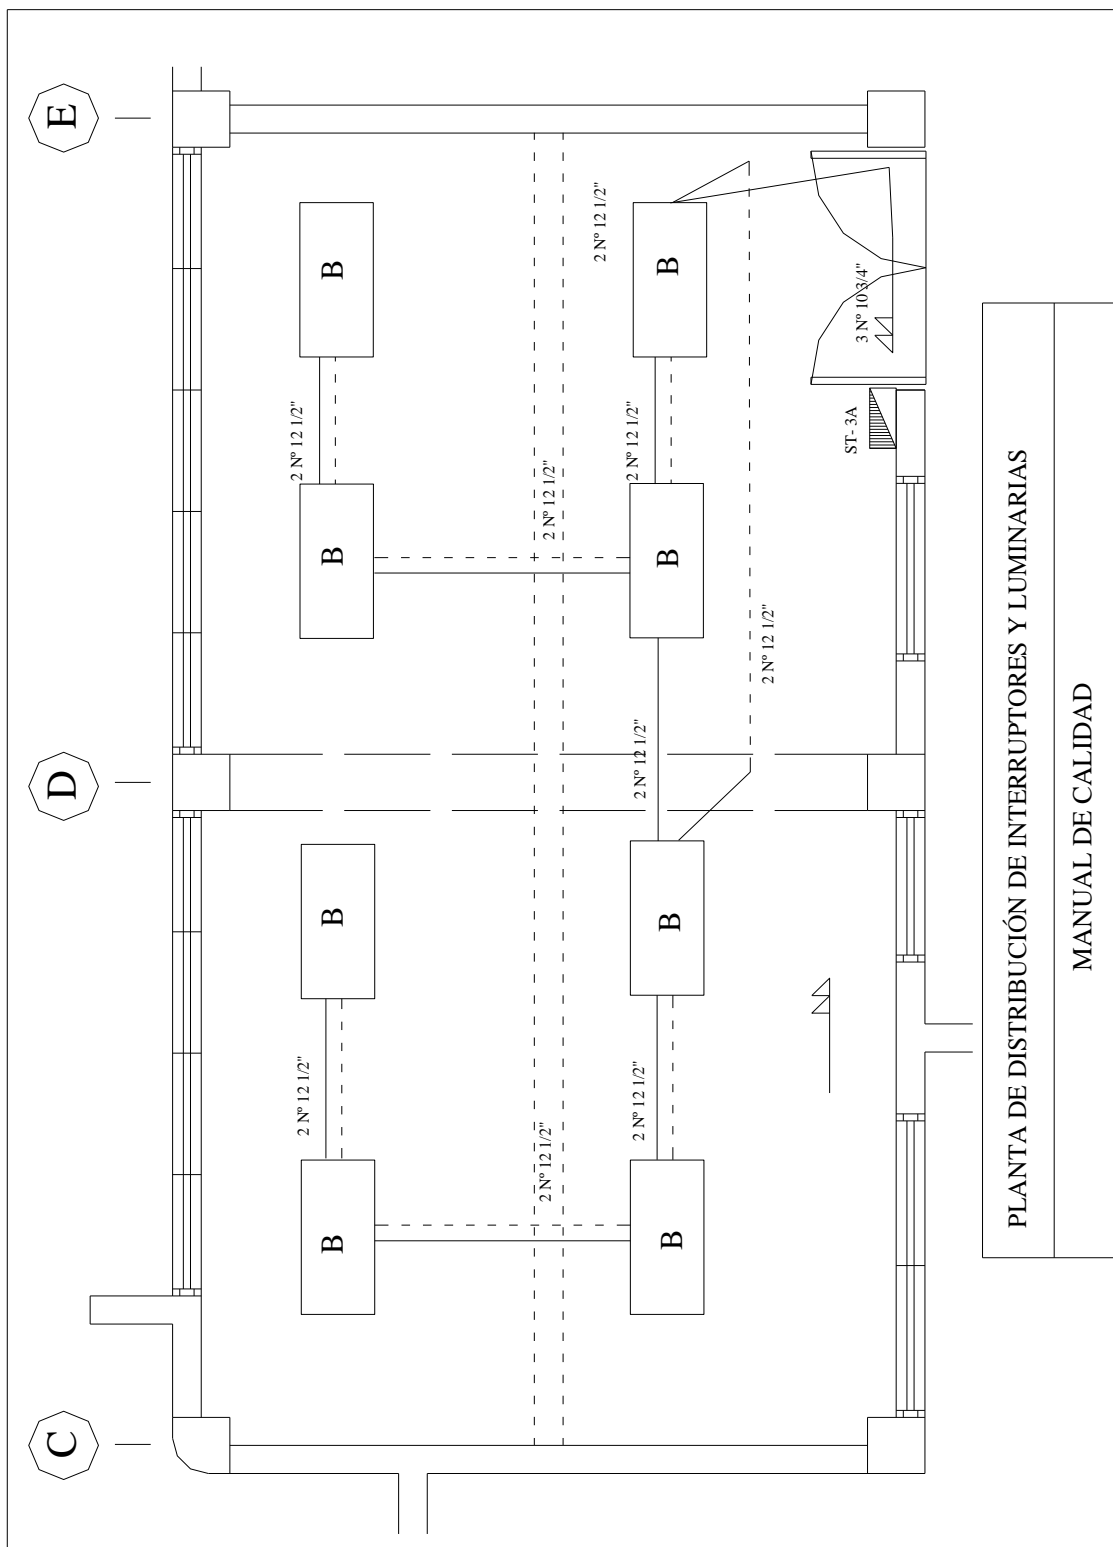 C
D
E
2 Nº 12 1/2"
2 Nº 12 1/2"
B
B
B
B
2 Nº 12 1/2"
2 Nº 12 1/2"
2 Nº 12 1/2"
2 Nº 12 1/2"
2 Nº 12 1/2"
2 Nº 12 1/2"
B
B
B
B
2 Nº 12 1/2"
ST- 3A
3 Nº 10 3/4"
PLANTA DE DISTRIBUCIÓN DE INTERRUPTORES Y LUMINARIAS
MANUAL DE CALIDAD